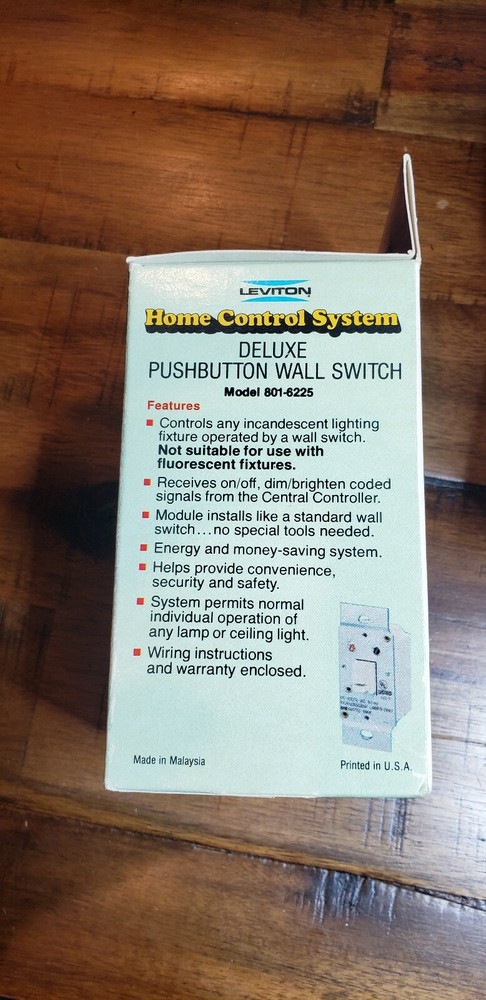 LEVITON
Home Control System
DELUXE
PUSHBUTTON WALL SWITCH
Model 801-6225
Features
Controls any incandescent lighting
fixture operated by a wall switch.
Not suitable for use with
fluorescent fixtures.
Receives on/off, dim/brighten coded
signals from the Central Controller.
Module installs like a standard wall
switch...no special tools needed.
Energy and money-saving system.
Helps provide convenience,
security and safety.
System permits normal
individual operation of
any lamp or ceiling light.
Wiring instructions
and warranty enclosed.
Made in Malaysia
Printed in U.S.A.